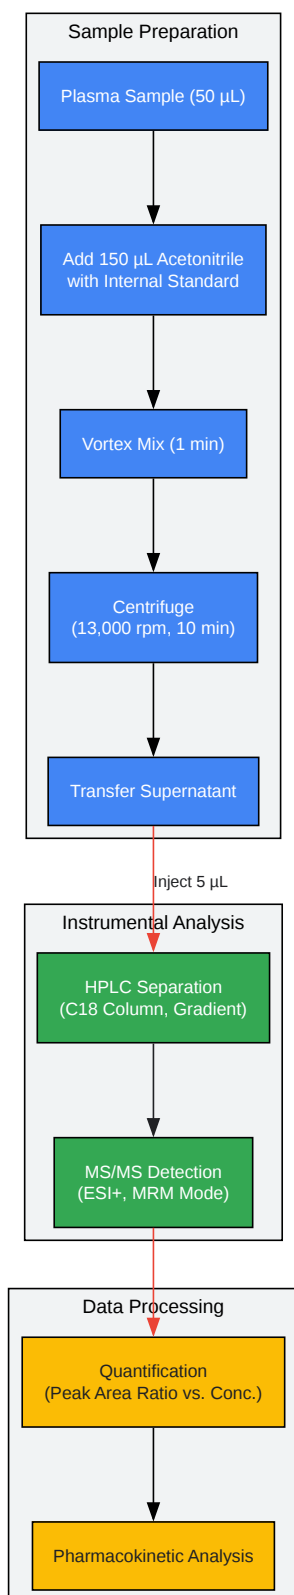 Sample Preparation
Plasma Sample (50 µL)
Add 150 µL Acetonitrile
with Internal Standard
Vortex Mix (1 min)
Centrifuge
(13,000 rpm, 10 min)
Transfer Supernatant
Inject 5 µL
Instrumental Analysis
HPLC Separation
(C18 Column, Gradient)
MS/MS Detection
(ESI+, MRM Mode)
Data Processing
Quantification
(Peak Area Ratio vs. Conc.)
Pharmacokinetic Analysis